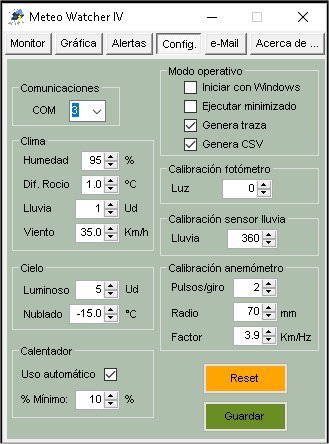 Meteo Watcher IV
Monitor Gráfica Alertas Config. e-Mail Acerca de ...
Comunicaciones
COM 3
Clima
Humedad 95 %
Dif. Rocio 1.0 ºC
Lluvia 1 Ud
Viento 35.0 Km/h
Cielo
Luminoso 5 Ud
Nublado -15.0 ºC
Calentador
Uso automático
% Mínimo: 10 %
Modo operativo
Iniciar con Windows
Ejecutar minimizado
Genera traza
Genera CSV
Calibración fotómetro
Luz 0
Calibración sensor lluvia
Lluvia 360
Calibración anemómetro
Pulsos/giro 2
Radio 70 mm
Factor 3.9 Km/Hz
Reset
Guardar